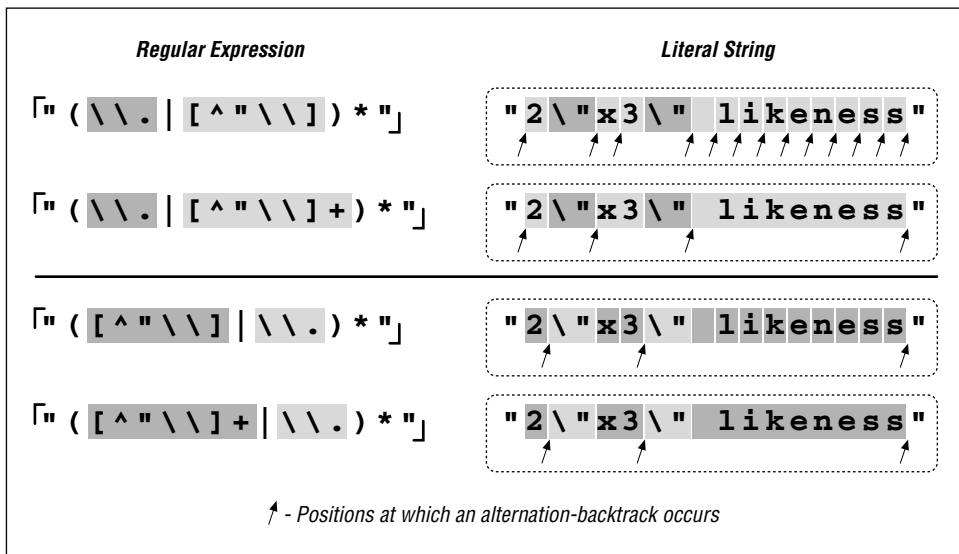 Regular Expression Literal String
⌈"(\\.|[^"\\])*"⌋ "2\"x3\" likeness"
⌈"(\\.|[^"\\]+)*"⌋ "2\"x3\" likeness"
⌈"([^"\\]|\\.)*"⌋ "2\"x3\" likeness"
⌈"([^"\\]+|\\.)*"⌋ "2\"x3\" likeness"
- Positions at which an alternation-backtrack occurs